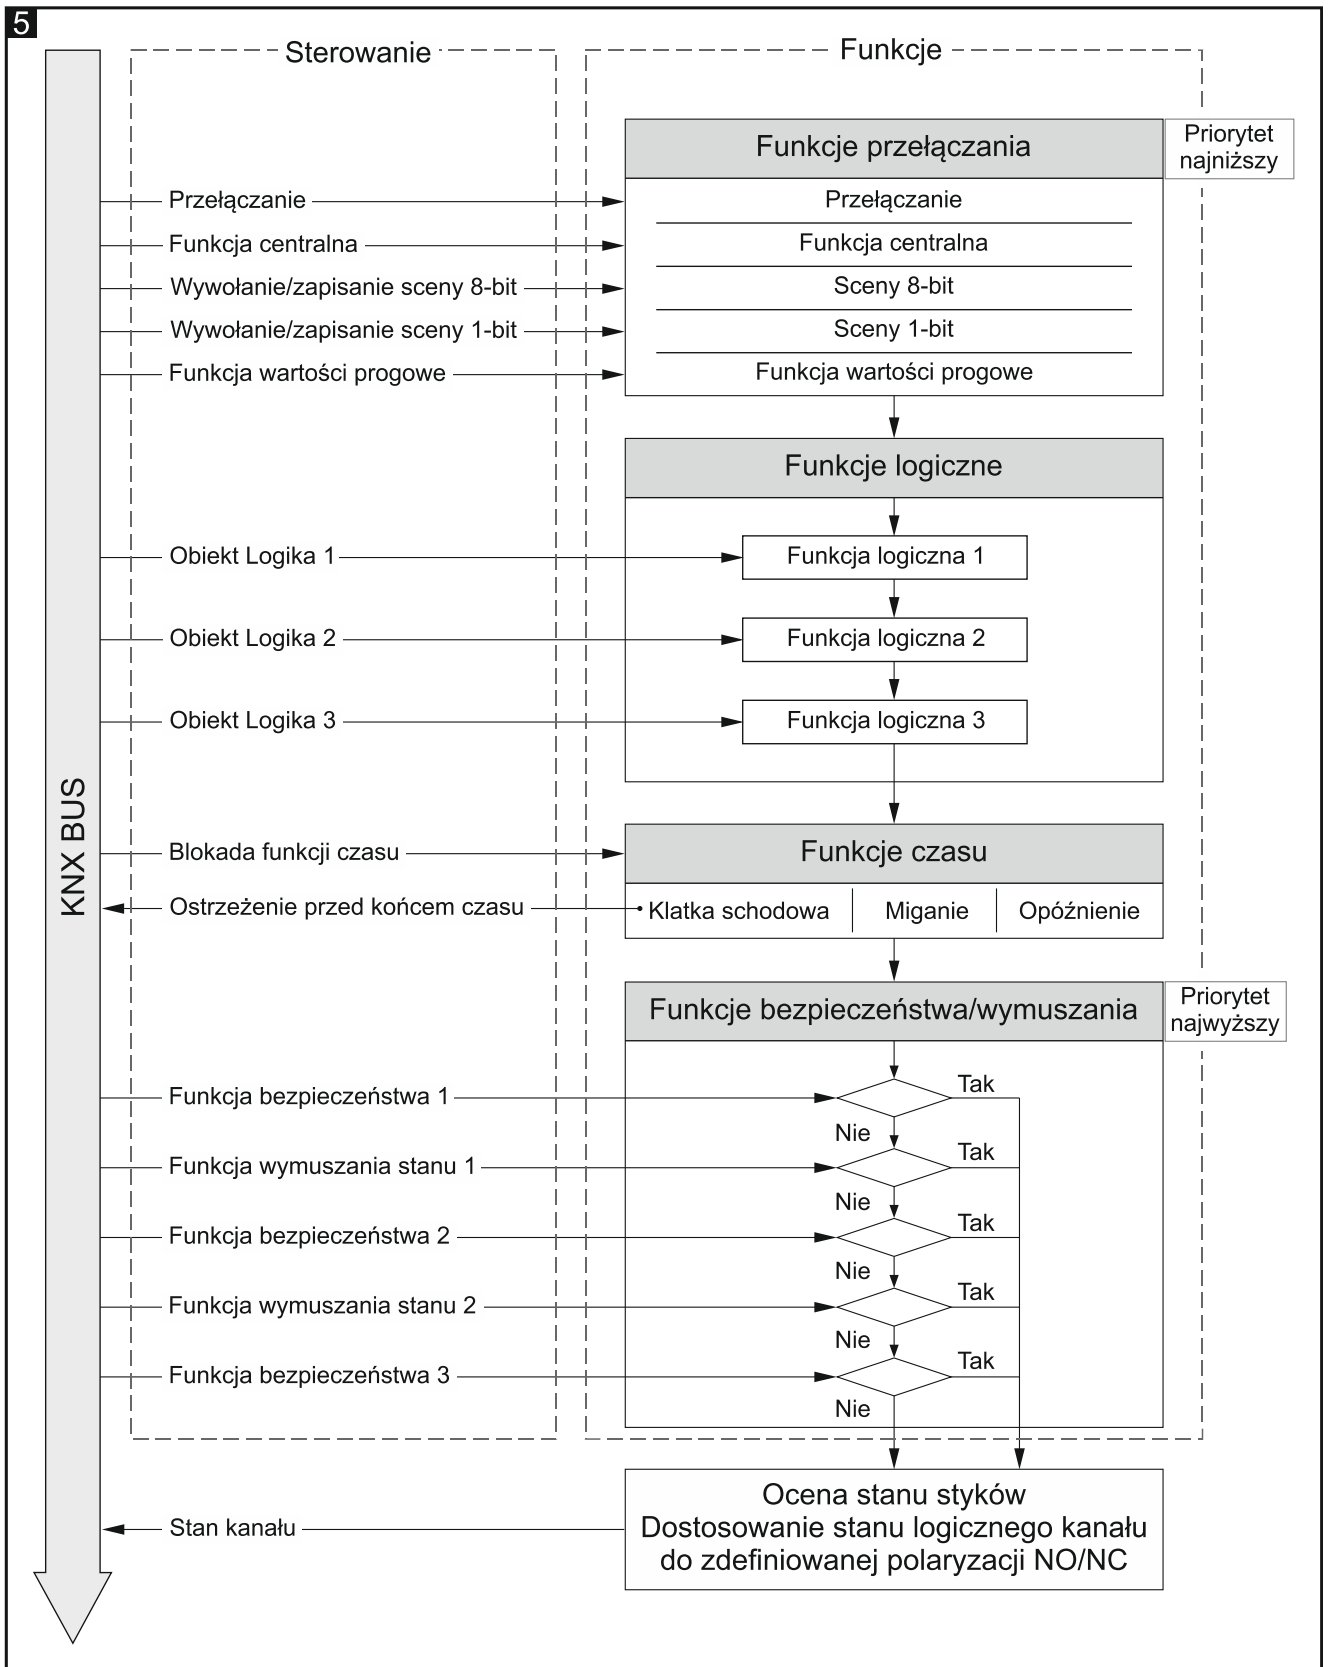 5
Sterowanie
Funkcje
Funkcje przełączania
Priorytet
najniższy
Przełączanie
Przełączanie
Funkcja centralna
Funkcja centralna
Wywołanie/zapisanie sceny 8-bit
Sceny 8-bit
Wywołanie/zapisanie sceny 1-bit
Sceny 1-bit
Funkcja wartości progowe
Funkcja wartości progowe
Funkcje logiczne
Obiekt Logika 1
Funkcja logiczna 1
Obiekt Logika 2
Funkcja logiczna 2
Obiekt Logika 3
Funkcja logiczna 3
KNX BUS
Blokada funkcji czasu
Funkcje czasu
Ostrzeżenie przed końcem czasu
Klatka schodowa
Miganie
Opóźnienie
Funkcje bezpieczeństwa/wymuszania
Priorytet
najwyższy
Funkcja bezpieczeństwa 1
Tak
Nie
Funkcja wymuszania stanu 1
Tak
Nie
Funkcja bezpieczeństwa 2
Tak
Nie
Funkcja wymuszania stanu 2
Tak
Nie
Funkcja bezpieczeństwa 3
Tak
Nie
Stan kanału
Ocena stanu styków
Dostosowanie stanu logicznego kanału
do zdefiniowanej polaryzacji NO/NC